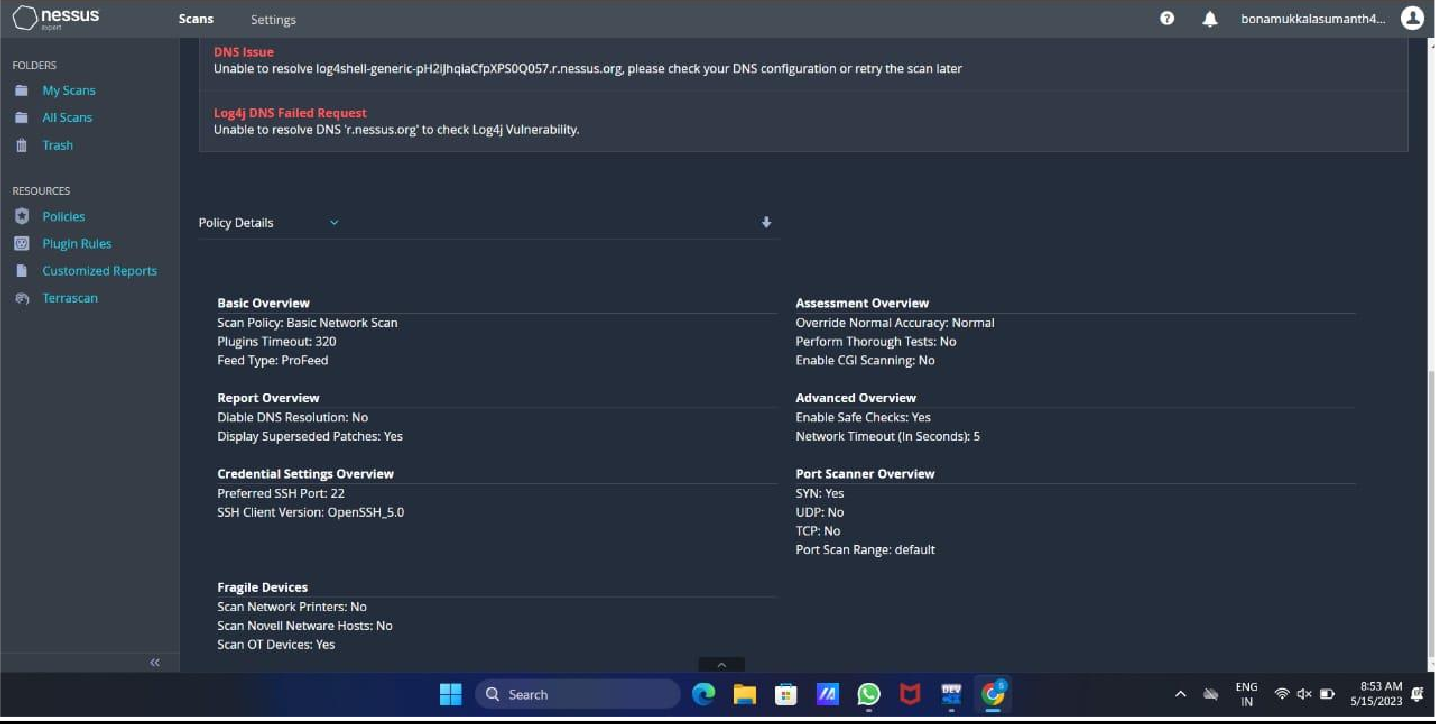 nessus
Expert
Scans
Settings
bonamukkalasumanth4...
FOLDERS
My Scans
All Scans
Trash
RESOURCES
Policies
Plugin Rules
Customized Reports
Terrascan
DNS Issue
Unable to resolve log4shell-generic-pH2iJhqiaCfpXPS0Q057.r.nessus.org, please check your DNS configuration or retry the scan later
Log4j DNS Failed Request
Unable to resolve DNS 'r.nessus.org' to check Log4j Vulnerability.
Policy Details
Basic Overview
Scan Policy: Basic Network Scan
Plugins Timeout: 320
Feed Type: ProFeed
Report Overview
Diable DNS Resolution: No
Display Superseded Patches: Yes
Credential Settings Overview
Preferred SSH Port: 22
SSH Client Version: OpenSSH_5.0
Fragile Devices
Scan Network Printers: No
Scan Novell Netware Hosts: No
Scan OT Devices: Yes
Assessment Overview
Override Normal Accuracy: Normal
Perform Thorough Tests: No
Enable CGI Scanning: No
Advanced Overview
Enable Safe Checks: Yes
Network Timeout (In Seconds): 5
Port Scanner Overview
SYN: Yes
UDP: No
TCP: No
Port Scan Range: default
Search
DEV
ENG
IN
8:53 AM
5/15/2023